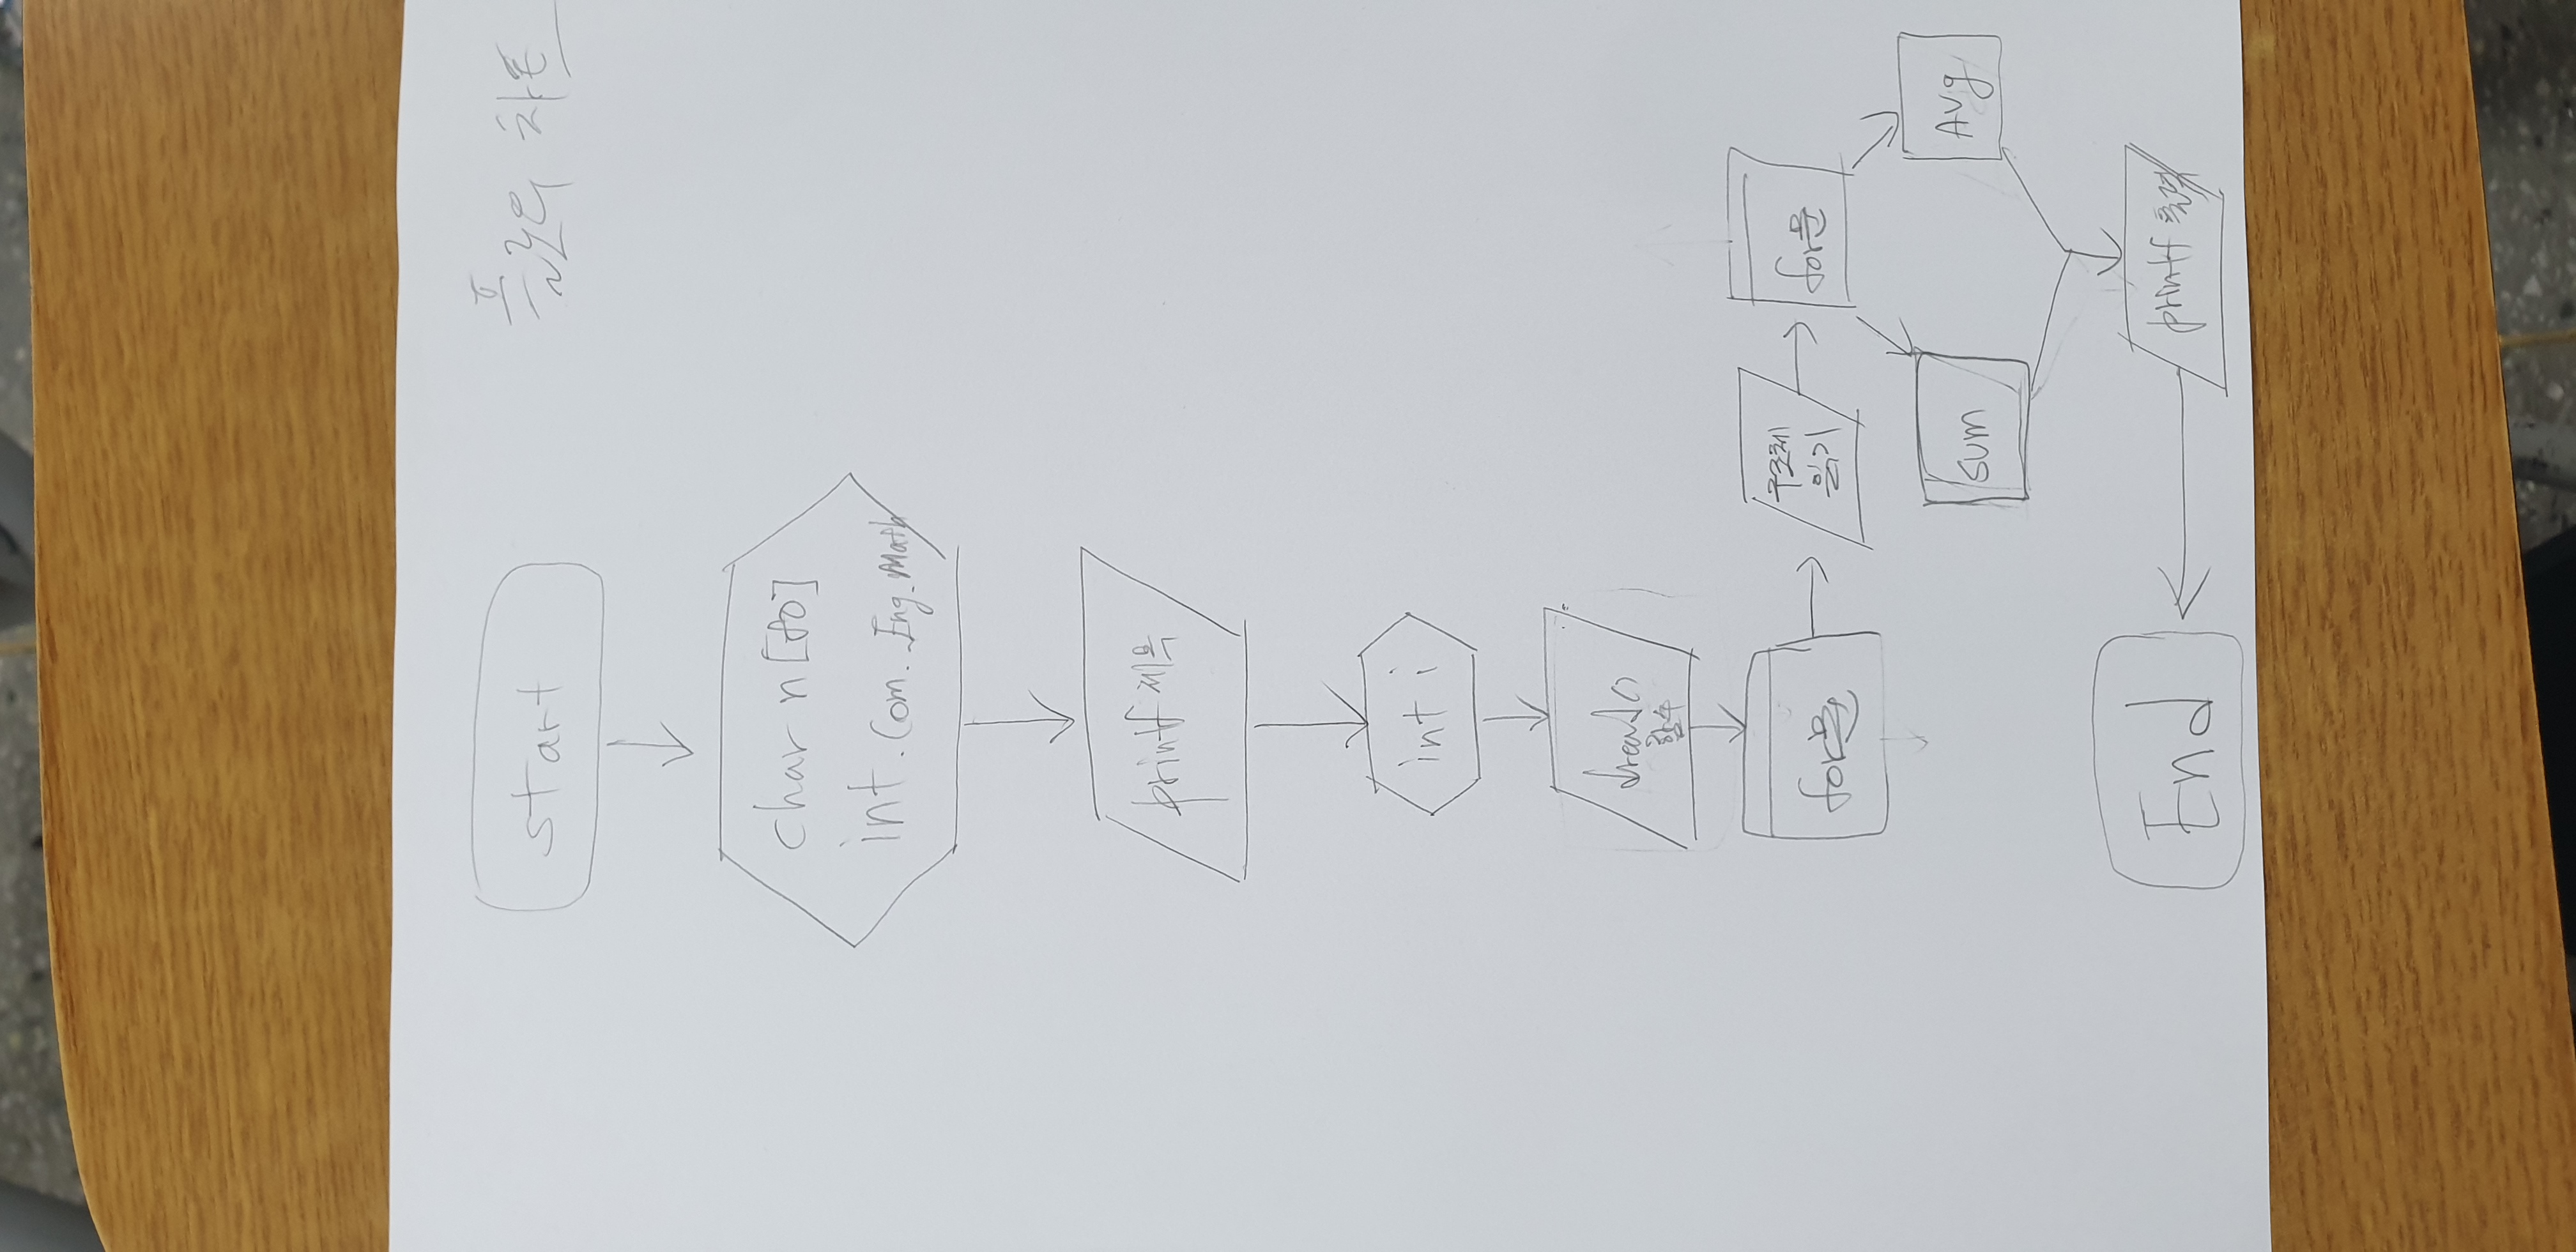 플로우 차트
start
char n[80]
int. Com. Eng. Math
printf 제목
int i
dread()
함수
for문
구조체
읽기
for문
sum
Avg
printf 출력
End